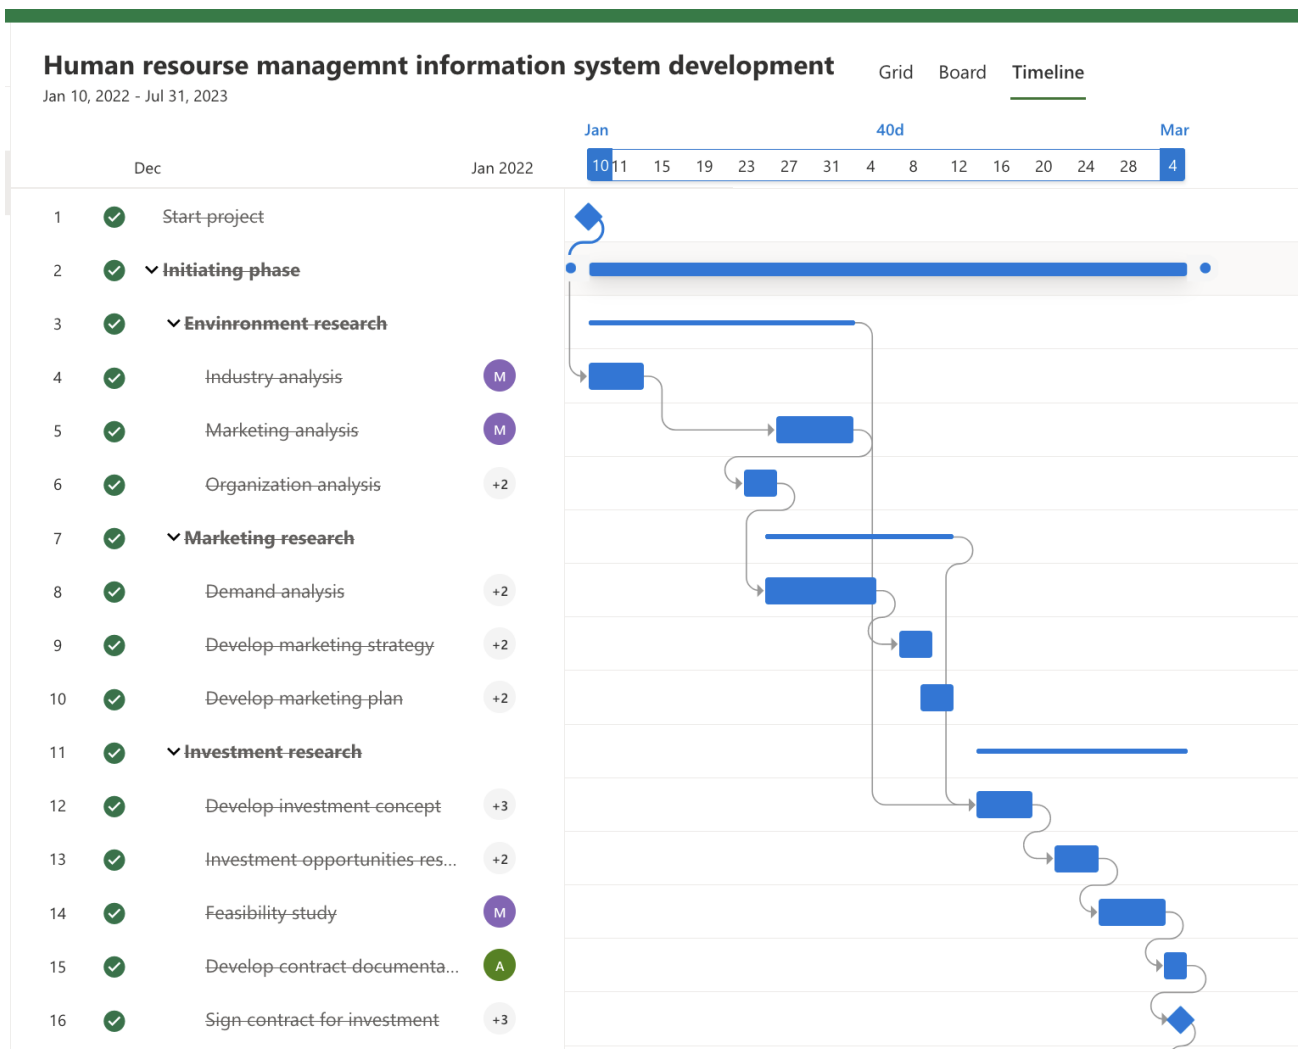 Human resourse managemnt information system development
Grid Board Timeline
Jan 10, 2022 - Jul 31, 2023
Jan 40d Mar
Dec Jan 2022 10 11 15 19 23 27 31 4 8 12 16 20 24 28 4
1 Start project
2 Initiating phase
3 Envinronment research
4 Industry analysis M
5 Marketing analysis M
6 Organization analysis +2
7 Marketing research
8 Demand analysis +2
9 Develop marketing strategy +2
10 Develop marketing plan +2
11 Investment research
12 Develop investment concept +3
13 Investment opportunities res... +2
14 Feasibility study M
15 Develop contract documenta... A
16 Sign contract for investment +3